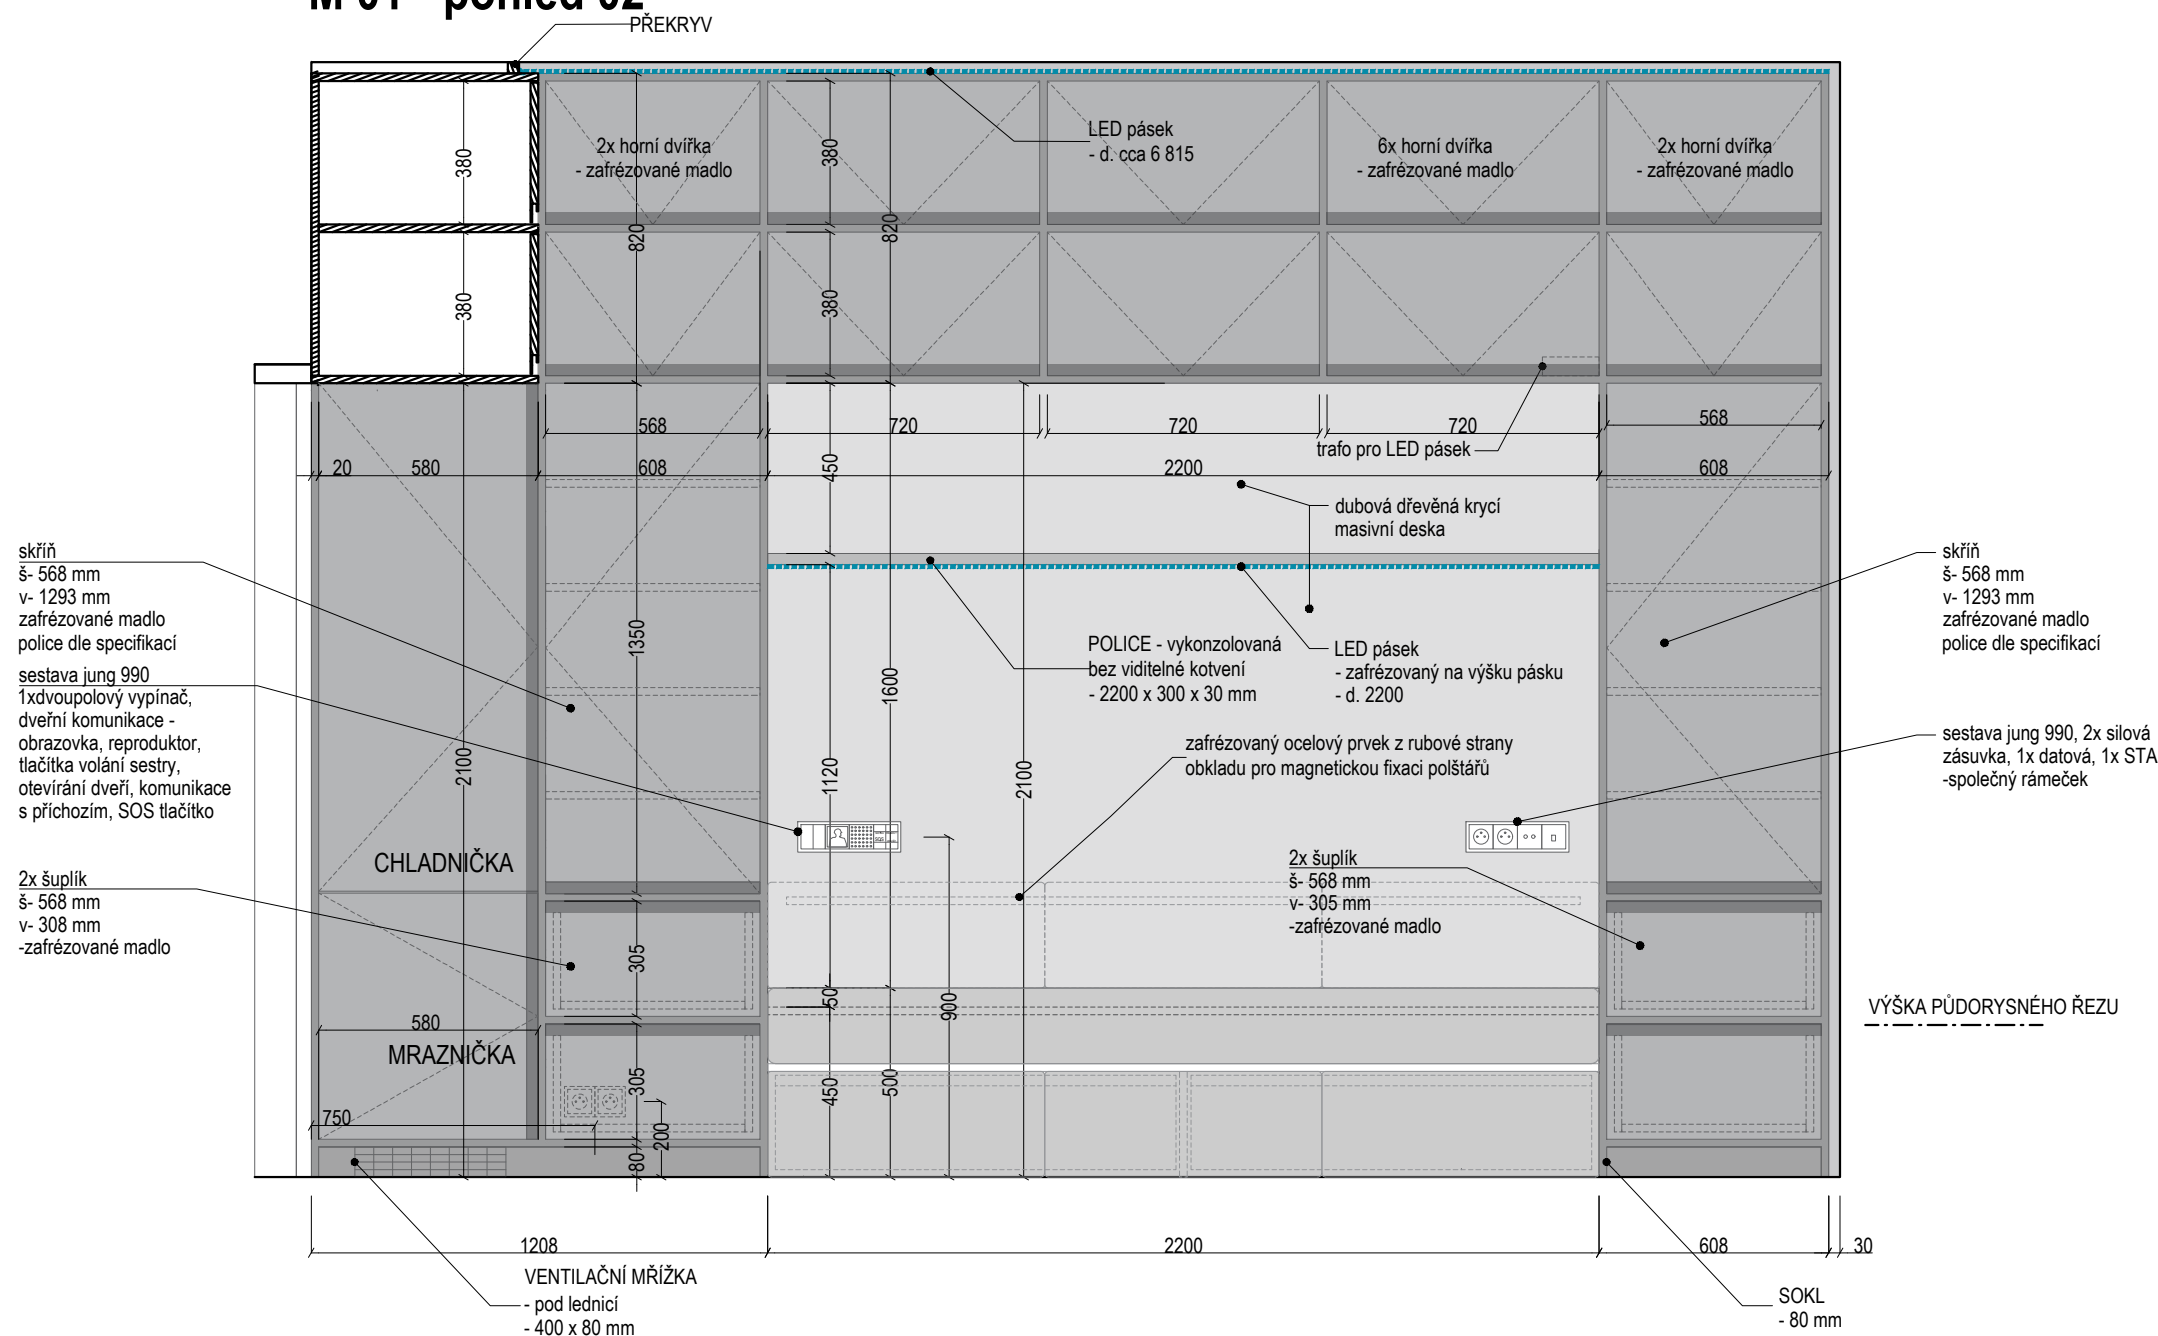 M 01 - pohled 02
PŘEKRYV
2x horní dvířka
- zafrézované madlo
LED pásek
- d. cca 6 815
6x horní dvířka
- zafrézované madlo
2x horní dvířka
- zafrézované madlo
380
380
820
380
380
820
568
720
720
720
568
trafo pro LED pásek
20
580
608
450
2200
608
dubová dřevěná krycí
masivní deska
skříň
š- 568 mm
v- 1293 mm
zafrézované madlo
police dle specifikací
skříň
š- 568 mm
v- 1293 mm
zafrézované madlo
police dle specifikací
POLICE - vykonzolovaná
bez viditelné kotvení
- 2200 x 300 x 30 mm
LED pásek
- zafrézovaný na výšku pásku
- d. 2200
1350
1600
sestava jung 990
1xdvoupolový vypínač,
dveřní komunikace -
obrazovka, reproduktor,
tlačítka volání sestry,
otevírání dveří, komunikace
s příchozím, SOS tlačítko
zafrézovaný ocelový prvek z rubové strany
obkladu pro magnetickou fixaci polštářů
sestava jung 990, 2x silová
zásuvka, 1x datová, 1x STA
-společný rámeček
2100
1120
2100
CHLADNIČKA
2x šuplík
š- 568 mm
v- 308 mm
-zafrézované madlo
2x šuplík
š- 568 mm
v- 305 mm
-zafrézované madlo
305
50
900
VÝŠKA PŮDORYSNÉHO ŘEZU
580
MRAZNIČKA
305
450
500
750
200
80
1208
2200
608
30
VENTILAČNÍ MŘÍŽKA
- pod lednicí
- 400 x 80 mm
SOKL
- 80 mm